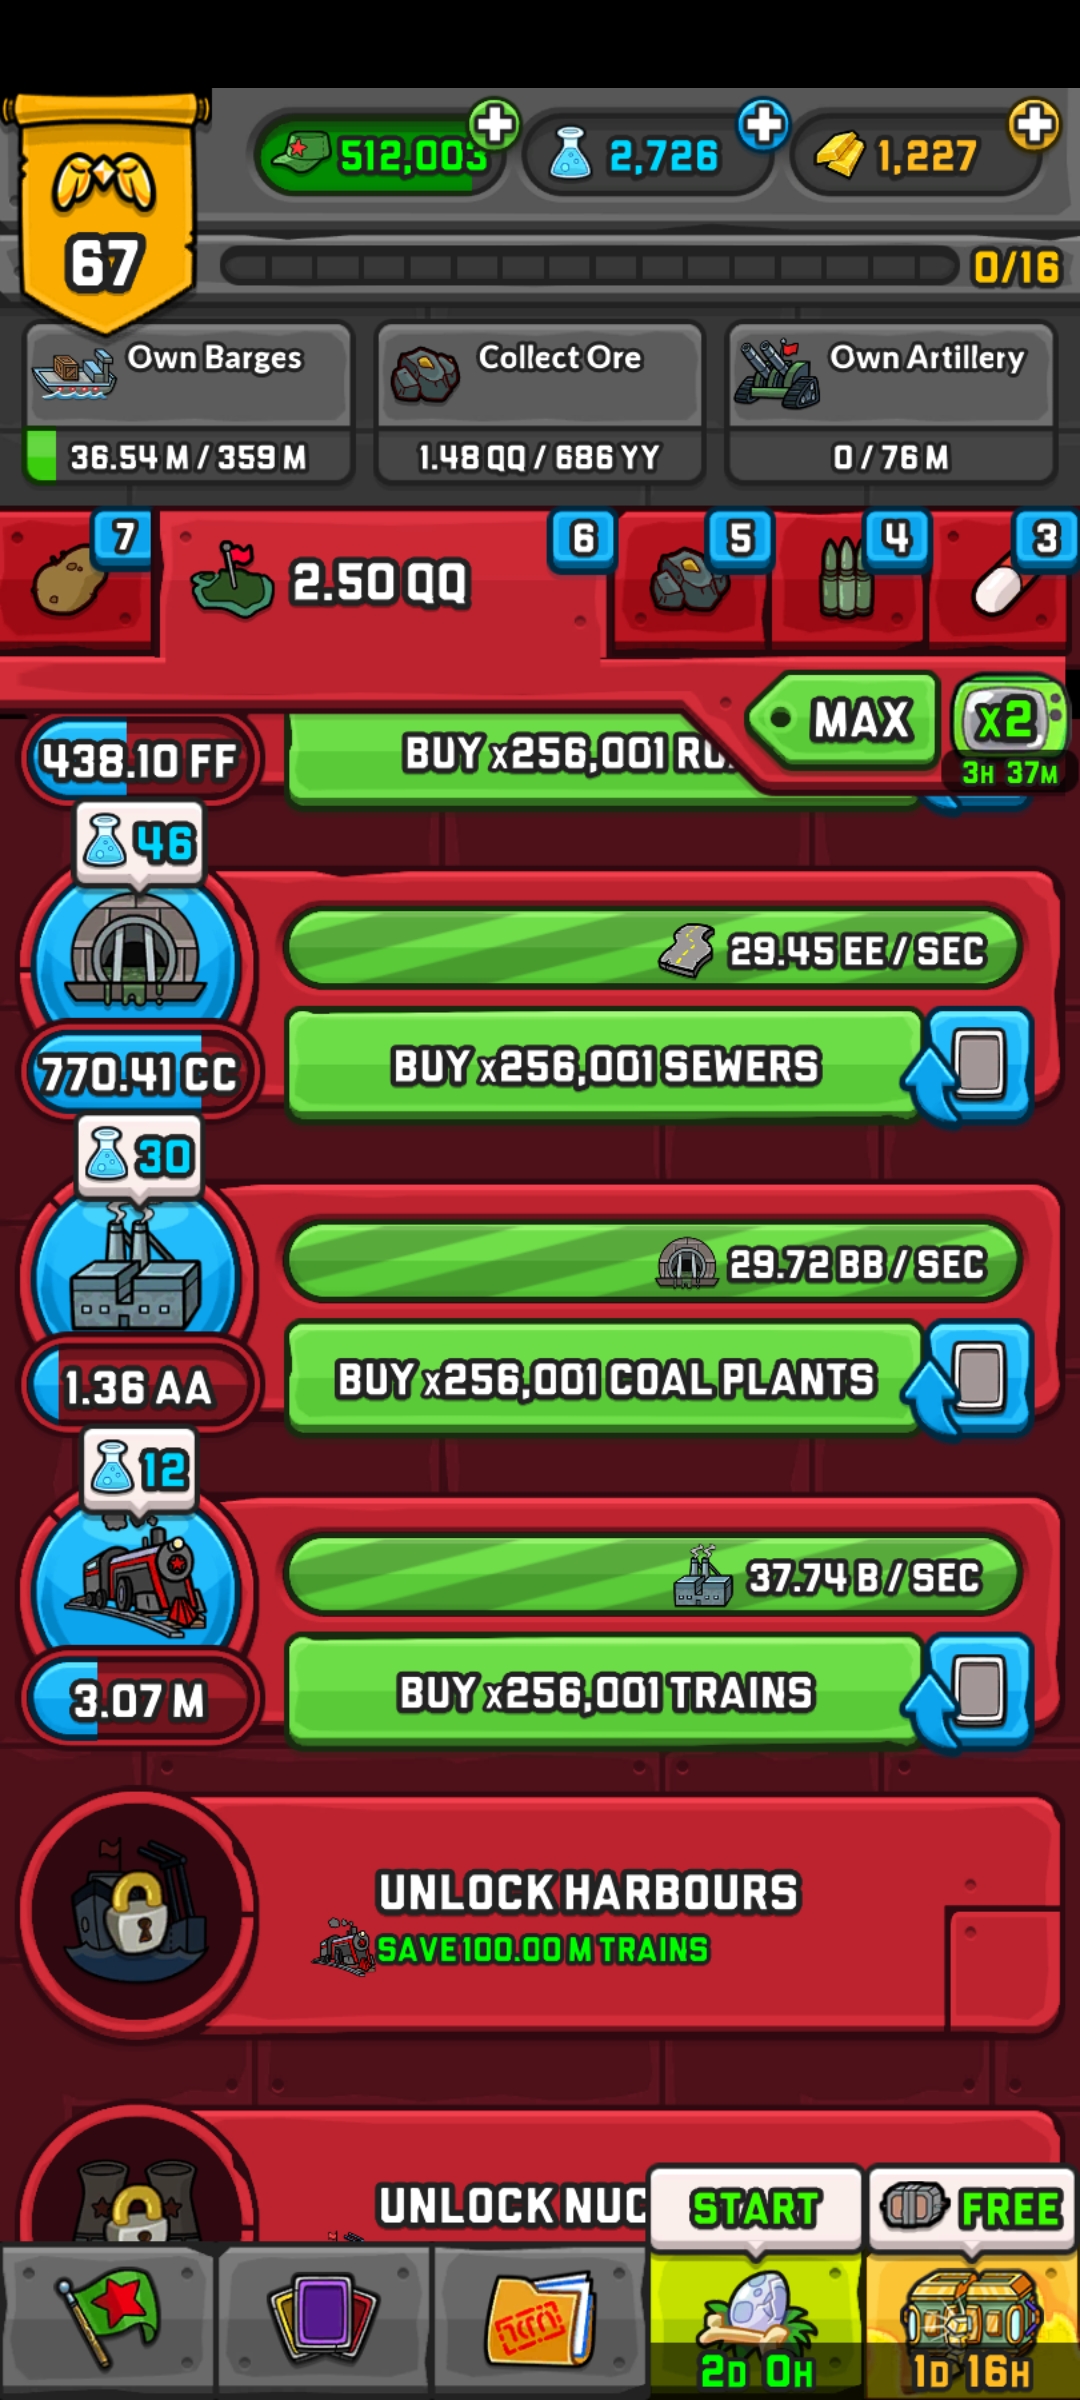 512,003
2,726
1,227
67
0/16
Own Barges
Collect Ore
Own Artillery
36.54 M / 359 M
1.48 QQ / 686 YY
0 / 76 M
7
2.50 QQ
6
5
4
3
MAX
x2
3H 37M
438.10 FF
BUY x256,001
46
29.45 EE / SEC
770.41 CC
BUY x256,001 SEWERS
30
29.72 BB / SEC
1.36 AA
BUY x256,001 COAL PLANTS
12
37.74 B / SEC
3.07 M
BUY x256,001 TRAINS
UNLOCK HARBOURS
SAVE 100.00 M TRAINS
UNLOCK NUC
START
FREE
2D 0H
1D 16H